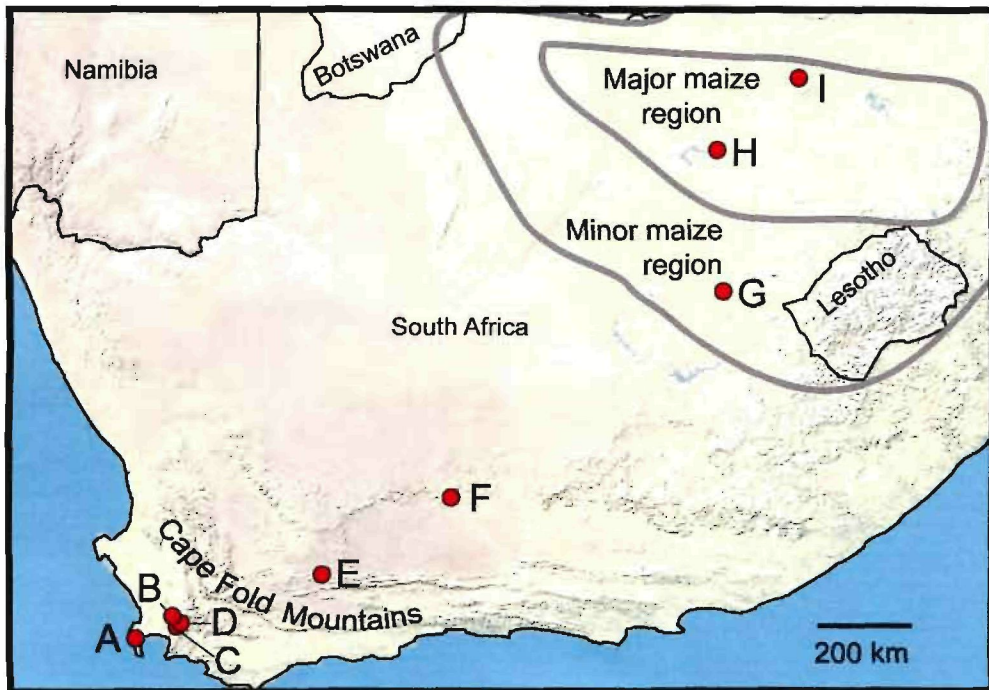 Namibia
Botswana
Major maize
region
I
H
Minor maize
region
G
Lesotho
South Africa
F
E
Cape Fold Mountains
B
D
A
C
200 km